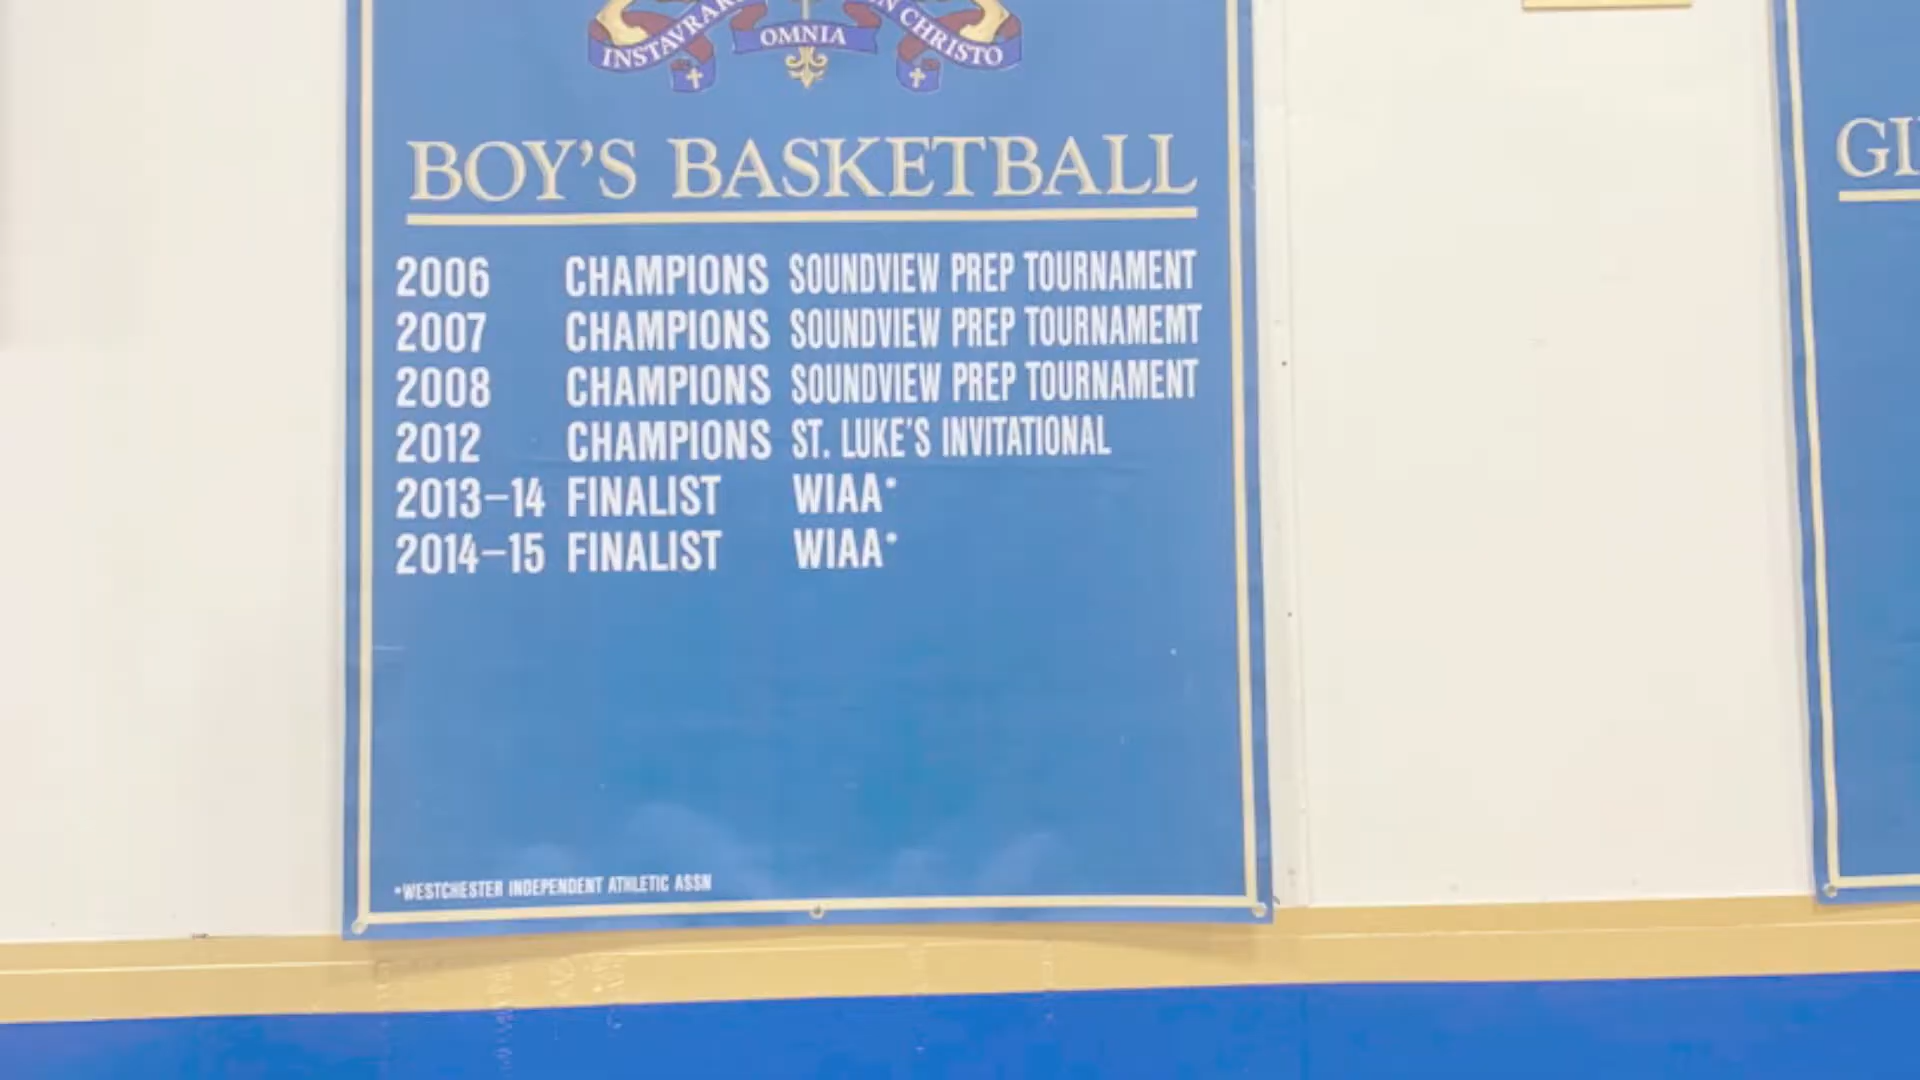 INSTAVRARE OMNIA IN CHRISTO
BOY'S BASKETBALL
2006 CHAMPIONS SOUNDVIEW PREP TOURNAMENT
2007 CHAMPIONS SOUNDVIEW PREP TOURNAMEMT
2008 CHAMPIONS SOUNDVIEW PREP TOURNAMENT
2012 CHAMPIONS ST. LUKE'S INVITATIONAL
2013–14 FINALIST WIAA*
2014–15 FINALIST WIAA*
*WESTCHESTER INDEPENDENT ATHLETIC ASSN